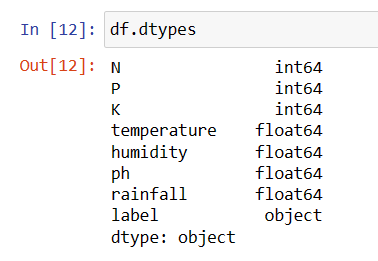 In [12]: df.dtypes
Out[12]: N int64
P int64
K int64
temperature float64
humidity float64
ph float64
rainfall float64
label object
dtype: object